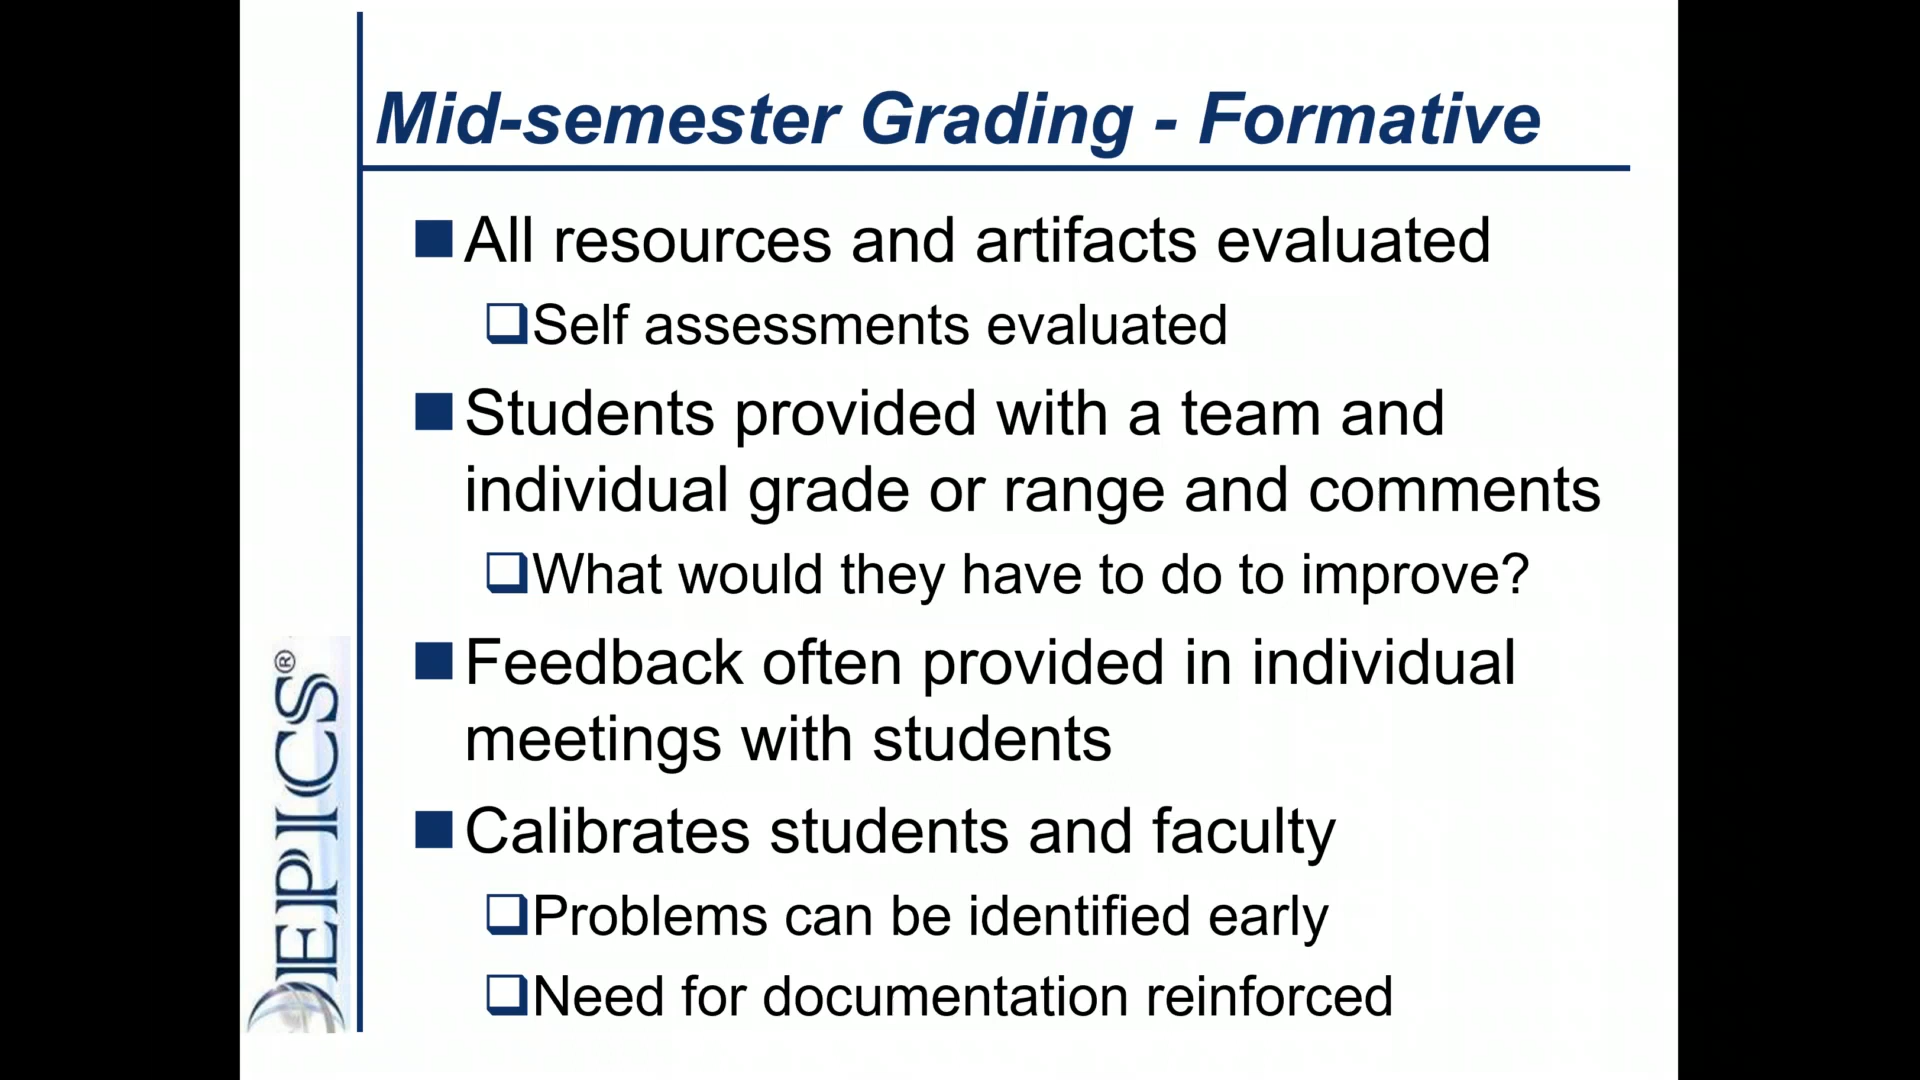 Mid-semester Grading - Formative
All resources and artifacts evaluated
Self assessments evaluated
Students provided with a team and
individual grade or range and comments
What would they have to do to improve?
Feedback often provided in individual
meetings with students
Calibrates students and faculty
Problems can be identified early
Need for documentation reinforced
EPICS®